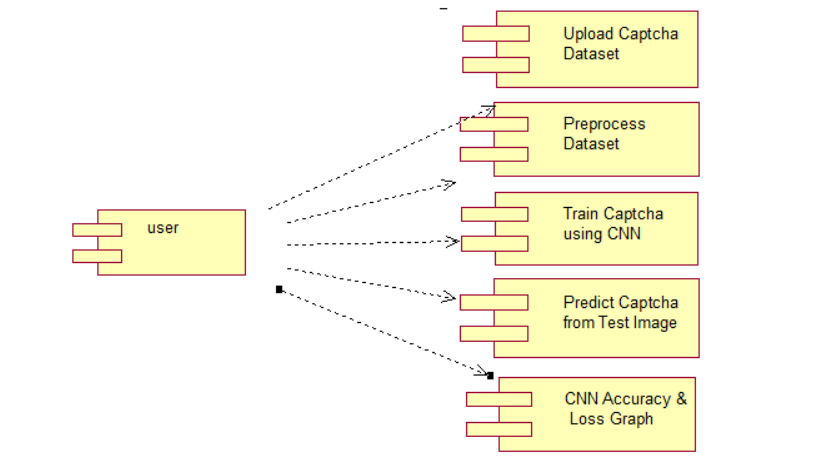 Upload Captcha
Dataset
Preprocess
Dataset
user
Train Captcha
using CNN
Predict Captcha
from Test Image
CNN Accuracy &
Loss Graph